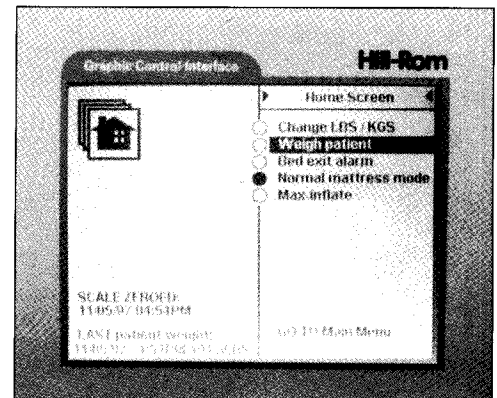 Graphic Control Interface
Hill-Rom
Home Screen
Change LBS / KGS
Weigh patient
Bed exit alarm
Normal mattress mode
Max-inflate
SCALE ZEROED:
11/05/97 04:54PM
LAST patient weight:
GO TO Main Menu